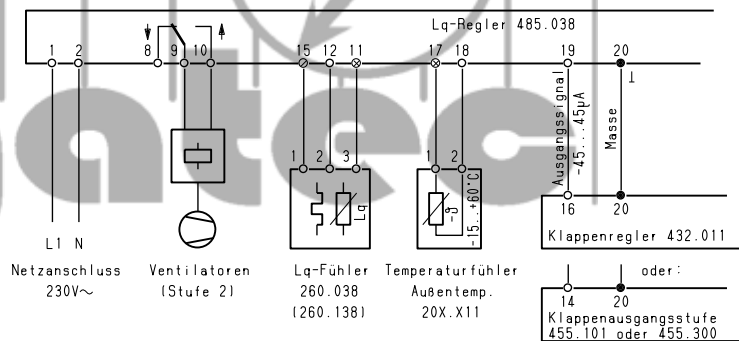 Lq-Regler 485.038
1 2 8 9 10 15 12 11 17 18 19 20
⊥
Ausgangssignal
-45...45µA
Masse
1 2 3 1 2
Lq
-ϑ
-15..+60°C
16 20
L1 N
Klappenregler 432.011
Netzanschluss
230V~
Ventilatoren
(Stufe 2)
Lq-Fühler
260.038
(260.138)
Temperaturfühler
Außentemp.
20X.X11
oder:
14 20
Klappenausgangsstufe
455.101 oder 455.300
atec